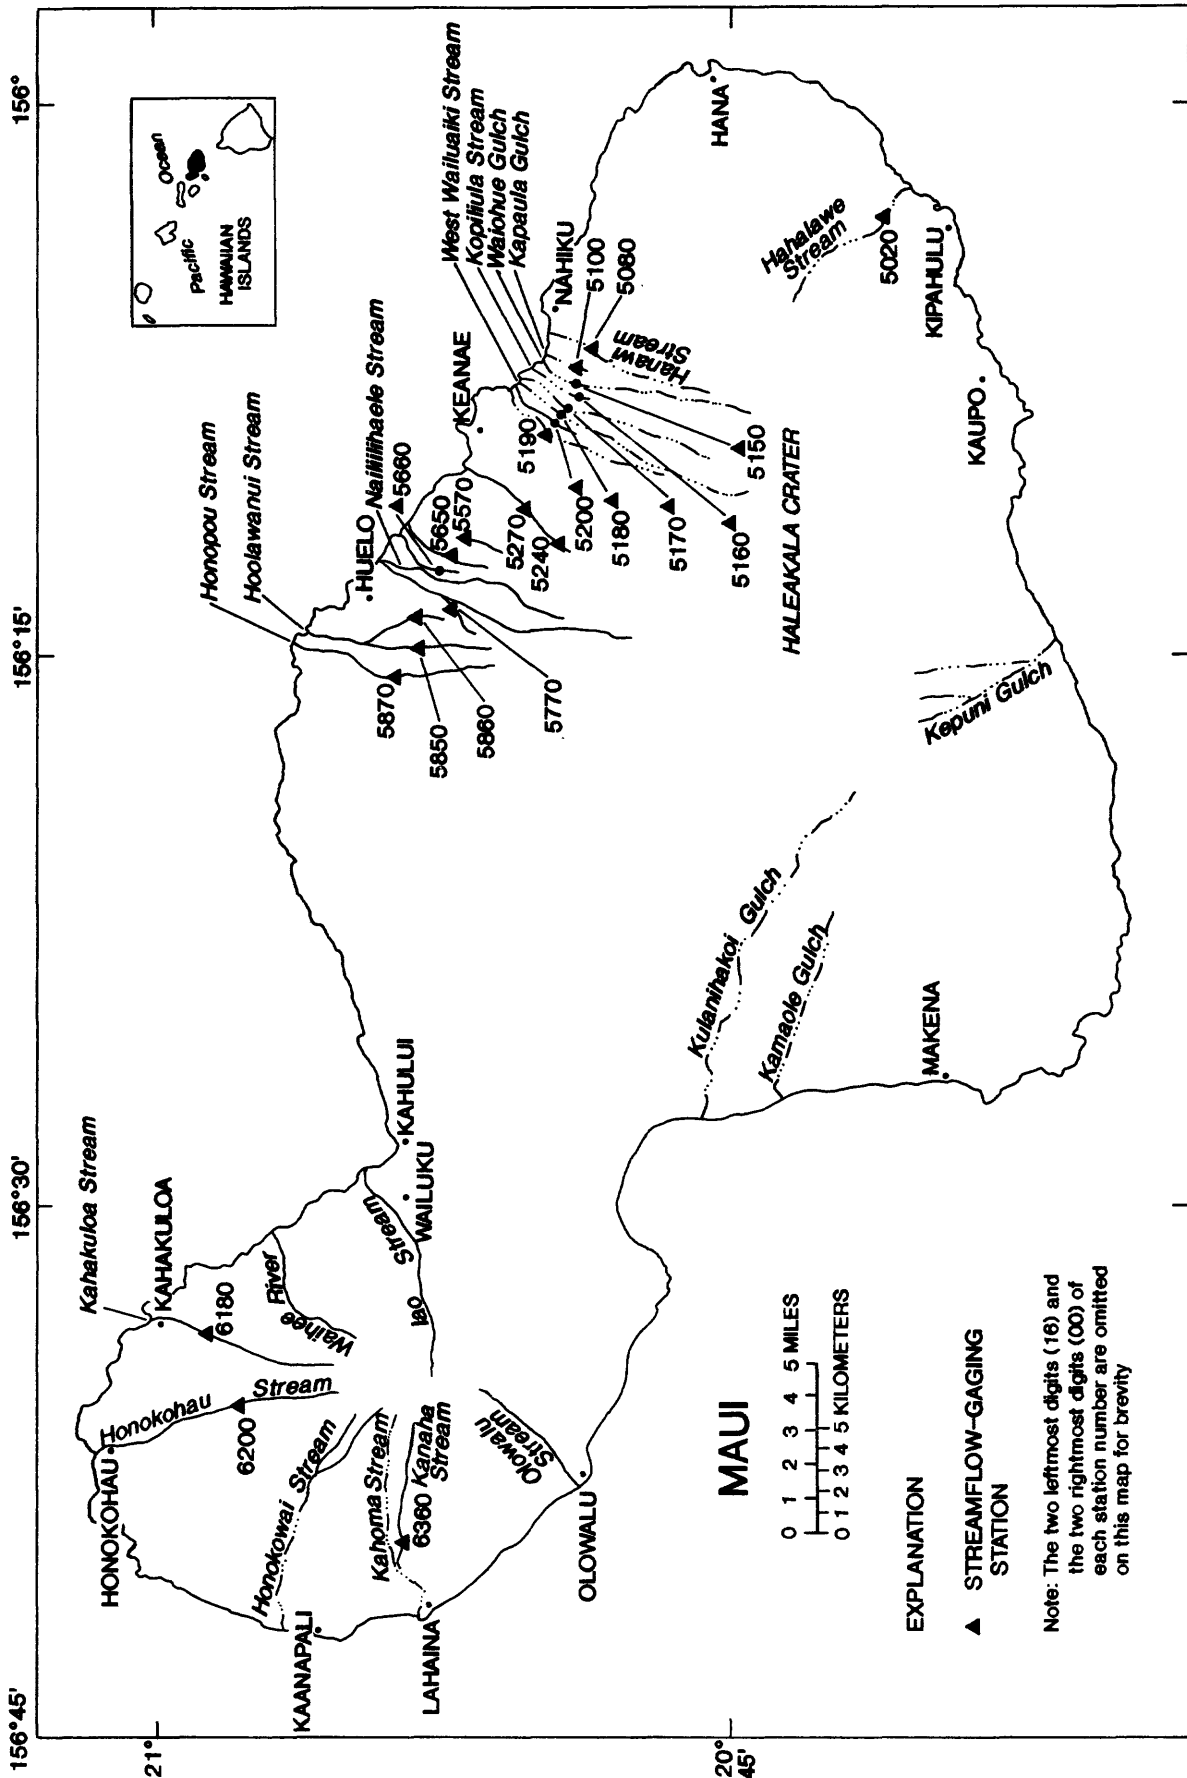 156°45'
156°30'
156°15'
156°
21°
20°
45'
Pacific
Ocean
HAWAIIAN
ISLANDS
Kahakuloa Stream
KAHAKULOA
6180
HONOKOHAU
Honokohau
Stream
6200
Waihee
River
Iao
Stream
WAILUKU
KAHULUI
Honokowai Stream
KAANAPALI
Kahoma Stream
6360
Kanaha
Stream
LAHAINA
Olowalu
Stream
OLOWALU
Honopou Stream
Hoolawanui Stream
HUELO
Nailiilihaele Stream
5660
5650
5570
5870
5850
5860
5770
KEANAE
5270
5240
5190
5200
5180
5170
5160
5150
West Wailuaiki Stream
Kopiliula Stream
Waiohue Gulch
Kapaula Gulch
NAHIKU
5100
5080
Hanawi
Stream
HANA
Hahalawe
Stream
5020
KIPAHULU
KAUPO
HALEAKALA CRATER
Kepuni Gulch
Kulanihakoi Gulch
Kamaole Gulch
MAKENA
MAUI
0 1 2 3 4 5 MILES
0 1 2 3 4 5 KILOMETERS
EXPLANATION
▲ STREAMFLOW-GAGING
STATION
Note: The two leftmost digits (16) and
the two rightmost digits (00) of
each station number are omitted
on this map for brevity